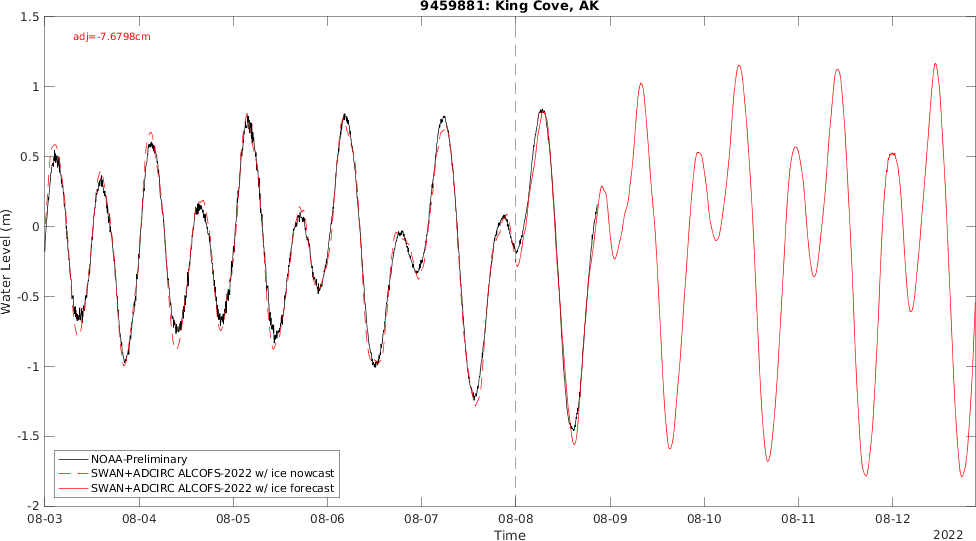 9459881: King Cove, AK
adj=-7.6798cm
1.5
1
0.5
0
-0.5
-1
-1.5
-2
Water Level (m)
NOAA-Preliminary
SWAN+ADCIRC ALCOFS-2022 w/ ice nowcast
SWAN+ADCIRC ALCOFS-2022 w/ ice forecast
08-03 08-04 08-05 08-06 08-07 08-08 08-09 08-10 08-11 08-12
Time
2022